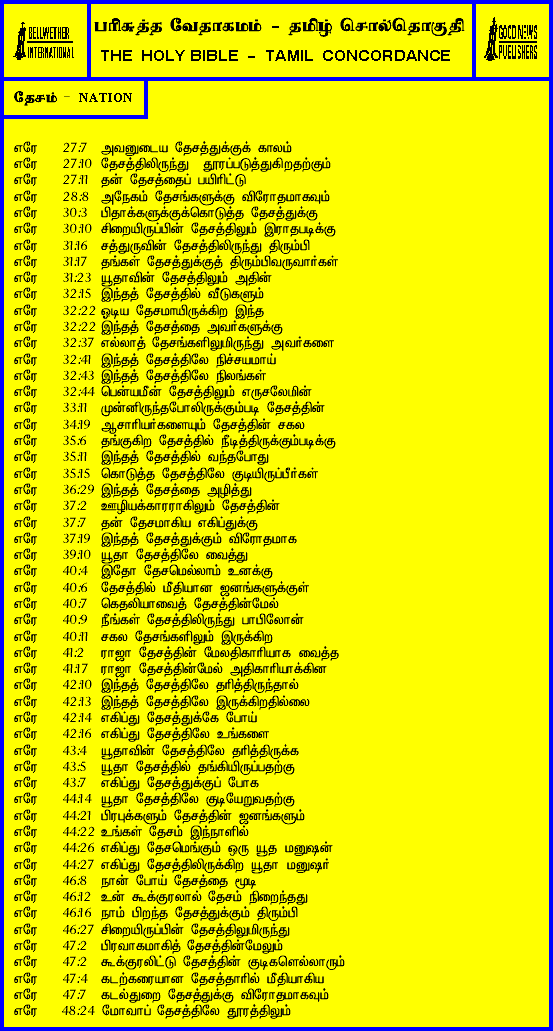 BELLWETHER
INTERNATIONAL
பரிசுத்த வேதாகமம் - தமிழ் சொல்தொகுதி
THE HOLY BIBLE - TAMIL CONCORDANCE
GOOD NEWS
PUBLISHERS
தேசம் - NATION
எரே 27:7 அவனுடைய தேசத்துக்குக் காலம்
எரே 27:10 தேசத்திலிருந்து தூரப்படுத்துகிறதற்கும்
எரே 27:11 தன் தேசத்தைப் பயிரிட்டு
எரே 28:8 அநேகம் தேசங்களுக்கு விரோதமாகவும்
எரே 30:3 பிதாக்களுக்குக்கொடுத்த தேசத்துக்கு
எரே 30:10 சிறையிருப்பின் தேசத்திலும் இராதபடிக்கு
எரே 31:16 சத்துருவின் தேசத்திலிருந்து திரும்பி
எரே 31:17 தங்கள் தேசத்துக்குத் திரும்பிவருவார்கள்
எரே 31:23 யூதாவின் தேசத்திலும் அதின்
எரே 32:15 இந்தத் தேசத்தில் வீடுகளும்
எரே 32:22 ஓடிய தேசமாயிருக்கிற இந்த
எரே 32:22 இந்தத் தேசத்தை அவர்களுக்கு
எரே 32:37 எல்லாத் தேசங்களிலுமிருந்து அவர்களை
எரே 32:41 இந்தத் தேசத்திலே நிச்சயமாய்
எரே 32:43 இந்தத் தேசத்திலே நிலங்கள்
எரே 32:44 பென்யமீன் தேசத்திலும் எருசலேமின்
எரே 33:11 முன்னிருந்தபோலிருக்கும்படி தேசத்தின்
எரே 34:19 ஆசாரியர்களையும் தேசத்தின் சகல
எரே 35:6 தங்குகிற தேசத்தில் நீடித்திருக்கும்படிக்கு
எரே 35:11 இந்தத் தேசத்தில் வந்தபோது
எரே 35:15 கொடுத்த தேசத்திலே குடியிருப்பீர்கள்
எரே 36:29 இந்தத் தேசத்தை அழித்து
எரே 37:2 ஊழியக்காரராகிலும் தேசத்தின்
எரே 37:7 தன் தேசமாகிய எகிப்துக்கு
எரே 37:19 இந்தத் தேசத்துக்கும் விரோதமாக
எரே 39:10 யூதா தேசத்திலே வைத்து
எரே 40:4 இதோ தேசமெல்லாம் உனக்கு
எரே 40:6 தேசத்தில் மீதியான ஜனங்களுக்குள்
எரே 40:7 கெதலியாவைத் தேசத்தின்மேல்
எரே 40:9 நீங்கள் தேசத்திலிருந்து பாபிலோன்
எரே 40:11 சகல தேசங்களிலும் இருக்கிற
எரே 41:2 ராஜா தேசத்தின் மேலதிகாரியாக வைத்த
எரே 41:17 ராஜா தேசத்தின்மேல் அதிகாரியாக்கின
எரே 42:10 இந்தத் தேசத்திலே தரித்திருந்தால்
எரே 42:13 இந்தத் தேசத்திலே இருக்கிறதில்லை
எரே 42:14 எகிப்து தேசத்துக்கே போய்
எரே 42:16 எகிப்து தேசத்திலே உங்களை
எரே 43:4 யூதாவின் தேசத்திலே தரித்திருக்க
எரே 43:5 யூதா தேசத்தில் தங்கியிருப்பதற்கு
எரே 43:7 எகிப்து தேசத்துக்குப் போக
எரே 44:14 யூதா தேசத்திலே குடியேறுவதற்கு
எரே 44:21 பிரபுக்களும் தேசத்தின் ஜனங்களும்
எரே 44:22 உங்கள் தேசம் இந்நாளில்
எரே 44:26 எகிப்து தேசமெங்கும் ஒரு யூத மனுஷன்
எரே 44:27 எகிப்து தேசத்திலிருக்கிற யூதா மனுஷர்
எரே 46:8 நான் போய் தேசத்தை மூடி
எரே 46:12 உன் கூக்குரலால் தேசம் நிறைந்தது
எரே 46:16 நாம் பிறந்த தேசத்துக்கும் திரும்பி
எரே 46:27 சிறையிருப்பின் தேசத்திலுமிருந்து
எரே 47:2 பிரவாகமாகித் தேசத்தின்மேலும்
எரே 47:2 கூக்குரலிட்டு தேசத்தின் குடிகளெல்லாரும்
எரே 47:4 கடற்கரையான தேசத்தாரில் மீதியாகிய
எரே 47:7 கடல்துறை தேசத்துக்கு விரோதமாகவும்
எரே 48:24 மோவாப் தேசத்திலே தூரத்திலும்